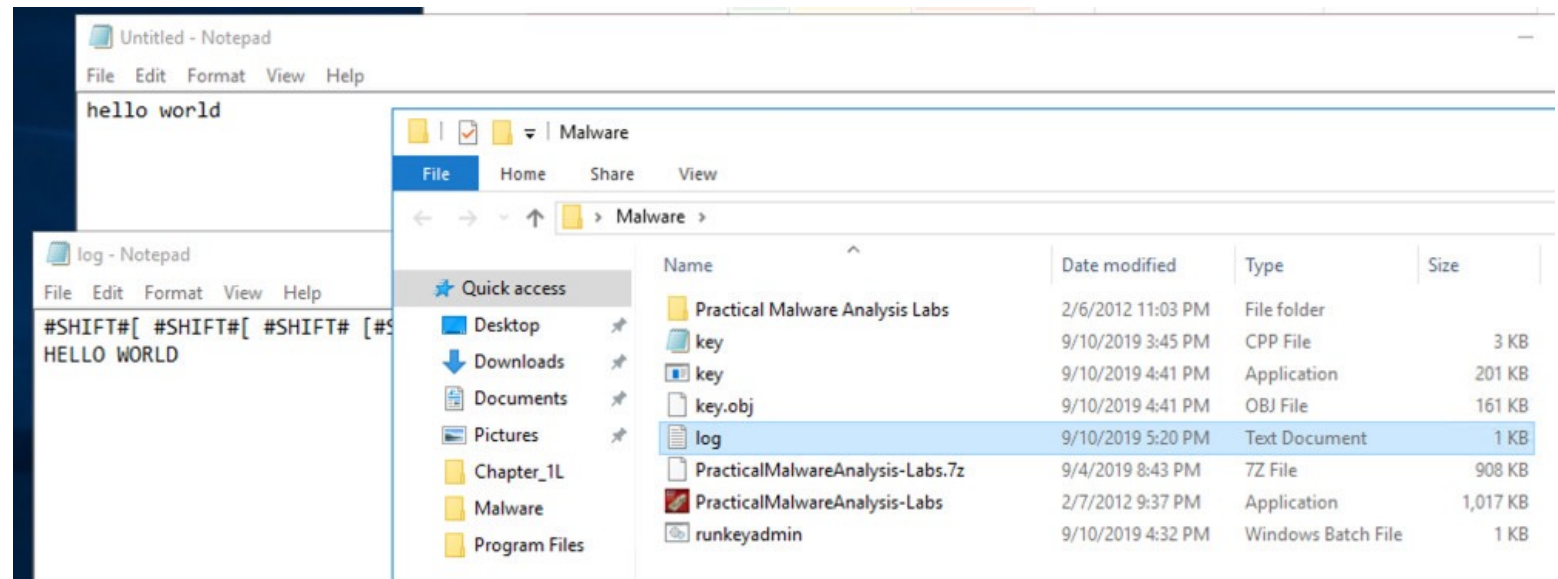 Untitled - Notepad
File Edit Format View Help
hello world
Malware
File Home Share View
Malware
log - Notepad
File Edit Format View Help
#SHIFT#[ #SHIFT#[ #SHIFT# [#S
HELLO WORLD
Quick access
Desktop
Downloads
Documents
Pictures
Chapter_1L
Malware
Program Files
Name Date modified Type Size
Practical Malware Analysis Labs 2/6/2012 11:03 PM File folder
key 9/10/2019 3:45 PM CPP File 3 KB
key 9/10/2019 4:41 PM Application 201 KB
key.obj 9/10/2019 4:41 PM OBJ File 161 KB
log 9/10/2019 5:20 PM Text Document 1 KB
PracticalMalwareAnalysis-Labs.7z 9/4/2019 8:43 PM 7Z File 908 KB
PracticalMalwareAnalysis-Labs 2/7/2012 9:37 PM Application 1,017 KB
runkeyadmin 9/10/2019 4:32 PM Windows Batch File 1 KB